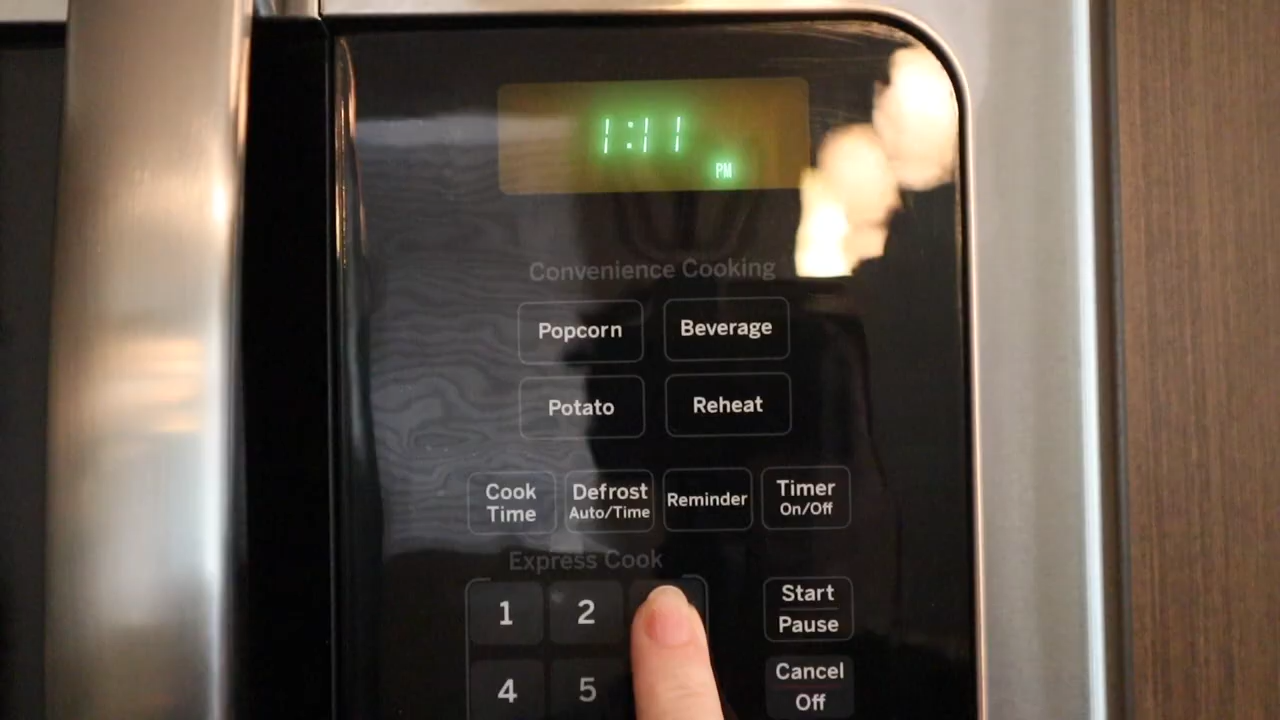 1:11
PM
Convenience Cooking
Popcorn
Beverage
Potato
Reheat
Cook
Time
Defrost
Auto/Time
Reminder
Timer
On/Off
Express Cook
1
2
Start
Pause
4
5
Cancel
Off